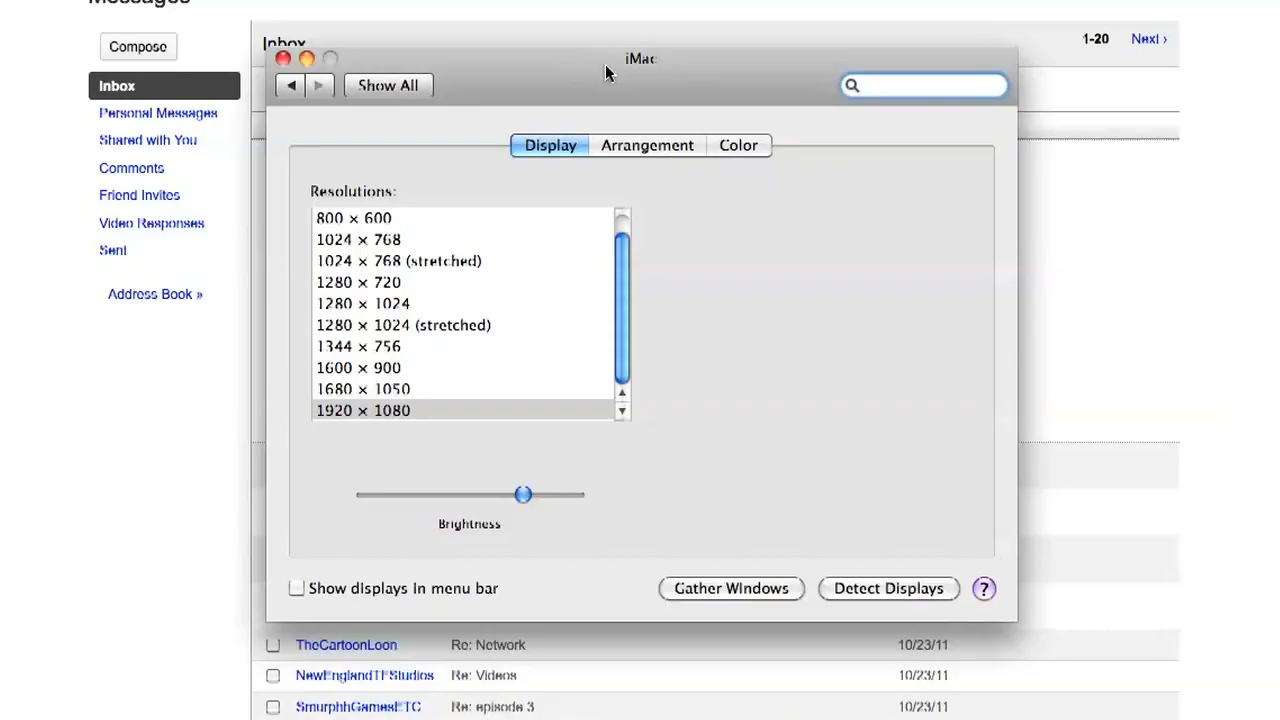 Messages
Compose
Inbox
1-20 Next ›
iMac
Show All
Inbox
Personal Messages
Shared with You
Comments
Friend Invites
Video Responses
Sent
Address Book »
Display Arrangement Color
Resolutions:
800 × 600
1024 × 768
1024 × 768 (stretched)
1280 × 720
1280 × 1024
1280 × 1024 (stretched)
1344 × 756
1600 × 900
1680 × 1050
1920 × 1080
Brightness
Show displays in menu bar
Gather Windows
Detect Displays
?
TheCartoonLoon Re: Network 10/23/11
NewEnglandTFStudios Re: Videos 10/23/11
SmurphhGamesETC Re: episode 3 10/23/11